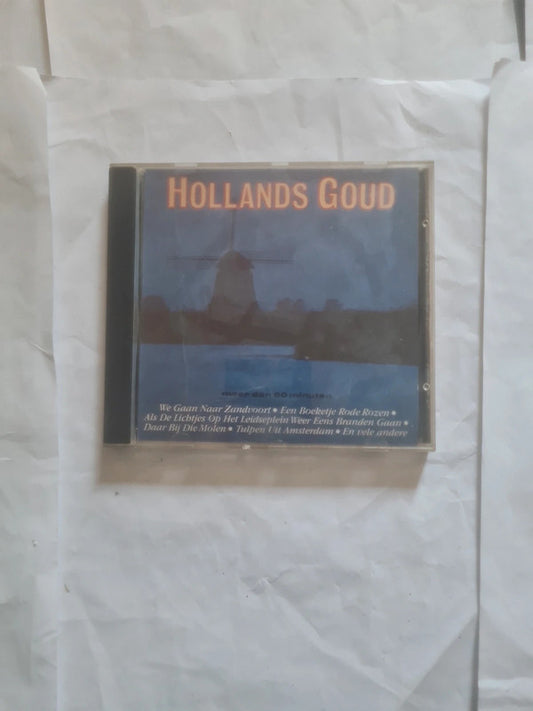 HOLLANDS GOUD
meer dan 60 minuten
We Gaan Naar Zandvoort • Een Boeketje Rode Rozen •
Als De Lichtjes Op Het Leidseplein Weer Eens Branden Gaan •
Daar Bij Die Molen • Tulpen Uit Amsterdam • En vele andere